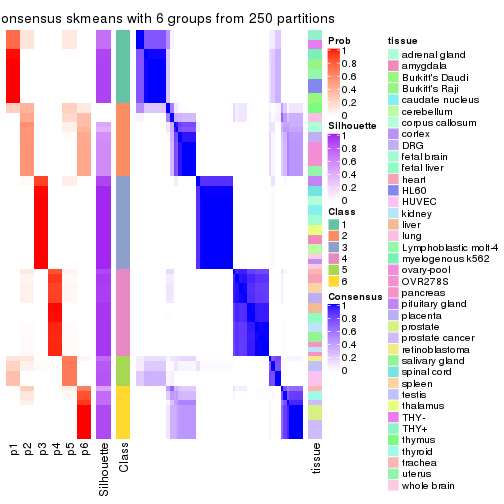 onsensus skmeans with 6 groups from 250 partitions
Prob
1
0.8
0.6
0.4
0.2
0
Silhouette
1
0.8
0.6
0.4
0.2
0
Class
1
2
3
4
5
6
Consensus
1
0.8
0.6
0.4
0.2
0
tissue
adrenal gland
amygdala
Burkitt's Daudi
Burkitt's Raji
caudate nucleus
cerebellum
corpus callosum
cortex
DRG
fetal brain
fetal liver
heart
HL60
HUVEC
kidney
liver
lung
Lymphoblastic molt-4
myelogenous k562
ovary-pool
OVR278S
pancreas
pituitary gland
placenta
prostate
prostate cancer
retinoblastoma
salivary gland
spinal cord
spleen
testis
thalamus
THY-
THY+
thymus
thyroid
trachea
uterus
whole brain
p1
p2
p3
p4
p5
p6
Silhouette
Class
tissue